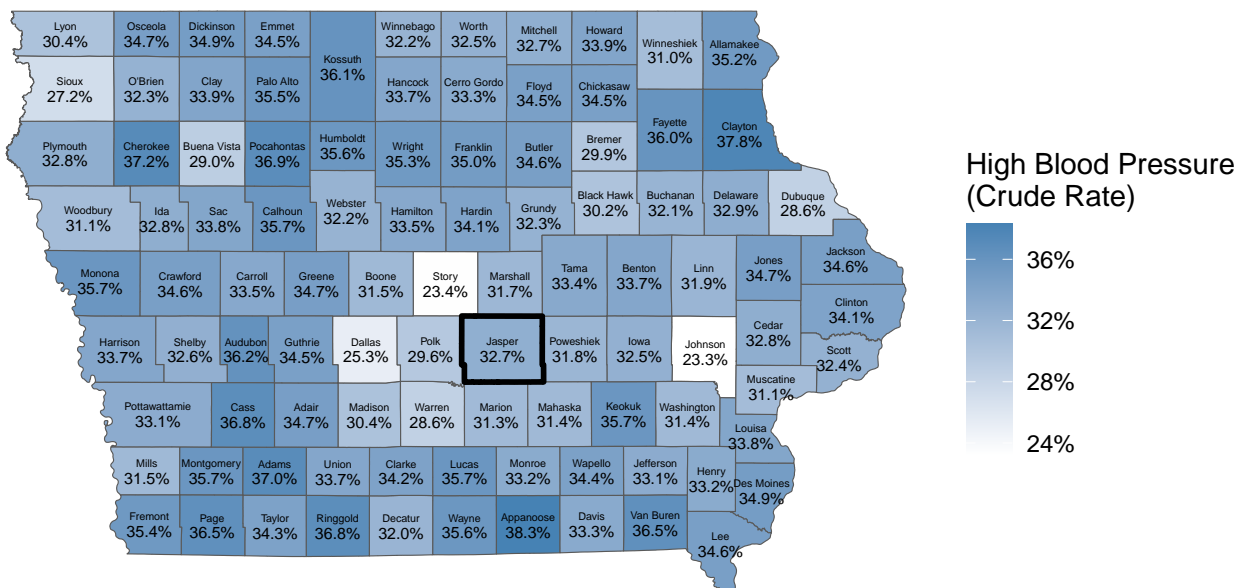 Lyon
30.4%
Osceola
34.7%
Dickinson
34.9%
Emmet
34.5%
Kossuth
36.1%
Winnebago
32.2%
Worth
32.5%
Mitchell
32.7%
Howard
33.9%
Winneshiek
31.0%
Allamakee
35.2%
Sioux
27.2%
O'Brien
32.3%
Clay
33.9%
Palo Alto
35.5%
Hancock
33.7%
Cerro Gordo
33.3%
Floyd
34.5%
Chickasaw
34.5%
Plymouth
32.8%
Cherokee
37.2%
Buena Vista
29.0%
Pocahontas
36.9%
Humboldt
35.6%
Wright
35.3%
Franklin
35.0%
Butler
34.6%
Bremer
29.9%
Fayette
36.0%
Clayton
37.8%
Woodbury
31.1%
Ida
32.8%
Sac
33.8%
Calhoun
35.7%
Webster
32.2%
Hamilton
33.5%
Hardin
34.1%
Grundy
32.3%
Black Hawk
30.2%
Buchanan
32.1%
Delaware
32.9%
Dubuque
28.6%
Monona
35.7%
Crawford
34.6%
Carroll
33.5%
Greene
34.7%
Boone
31.5%
Story
23.4%
Marshall
31.7%
Tama
33.4%
Benton
33.7%
Linn
31.9%
Jones
34.7%
Jackson
34.6%
Clinton
34.1%
Harrison
33.7%
Shelby
32.6%
Audubon
36.2%
Guthrie
34.5%
Dallas
25.3%
Polk
29.6%
Jasper
32.7%
Poweshiek
31.8%
Iowa
32.5%
Johnson
23.3%
Cedar
32.8%
Scott
32.4%
Muscatine
31.1%
Pottawattamie
33.1%
Cass
36.8%
Adair
34.7%
Madison
30.4%
Warren
28.6%
Marion
31.3%
Mahaska
31.4%
Keokuk
35.7%
Washington
31.4%
Louisa
33.8%
Mills
31.5%
Montgomery
35.7%
Adams
37.0%
Union
33.7%
Clarke
34.2%
Lucas
35.7%
Monroe
33.2%
Wapello
34.4%
Jefferson
33.1%
Henry
33.2%
Des Moines
34.9%
Fremont
35.4%
Page
36.5%
Taylor
34.3%
Ringgold
36.8%
Decatur
32.0%
Wayne
35.6%
Appanoose
38.3%
Davis
33.3%
Van Buren
36.5%
Lee
34.6%
High Blood Pressure
(Crude Rate)
36%
32%
28%
24%